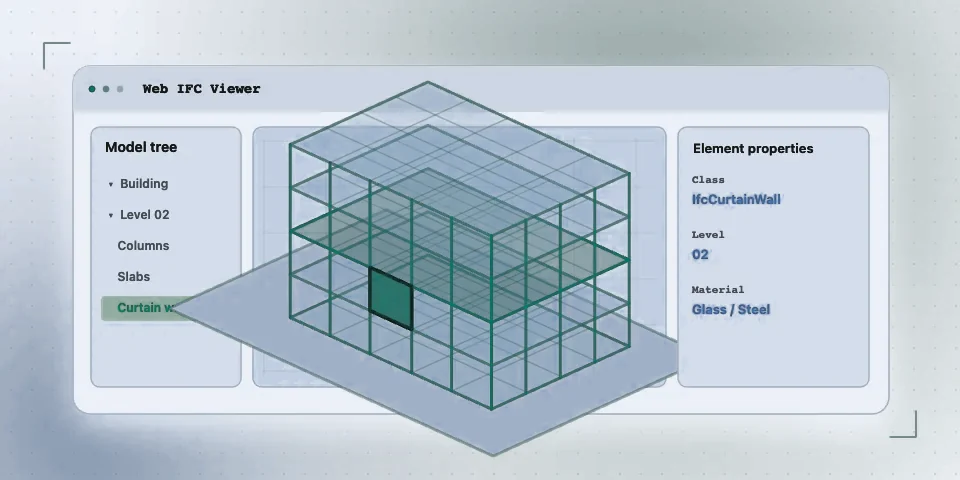 Web IFC Viewer
Model tree
Building
Level 02
Columns
Slabs
Curtain
Element properties
Class
IfcCurtainWall
Level
02
Material
Glass / Steel